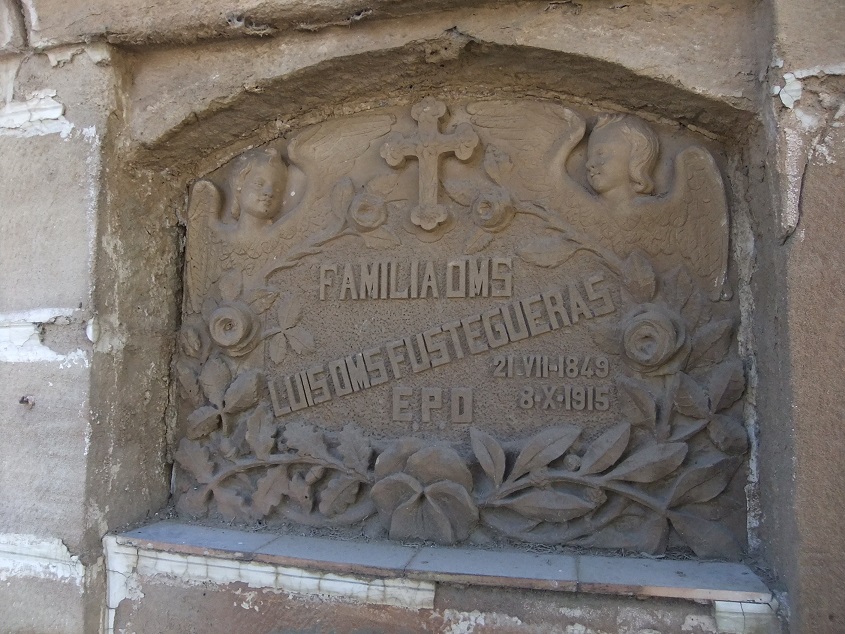 FAMILIA OMS
LUIS OMS FUSTEGUERAS
21·VII-1849
8·X·1915
E.P.D